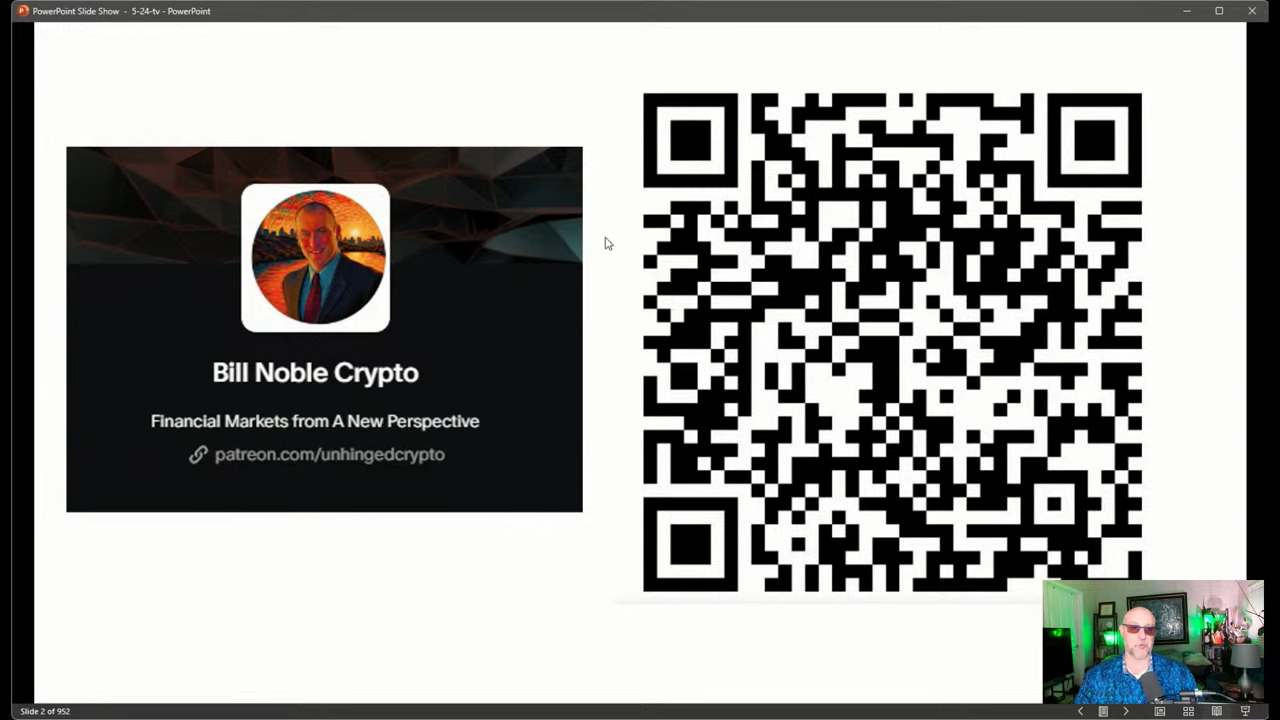 PowerPoint Slide Show - 5-24-tv - PowerPoint
Bill Noble Crypto
Financial Markets from A New Perspective
patreon.com/unhingedcrypto
Slide 2 of 952